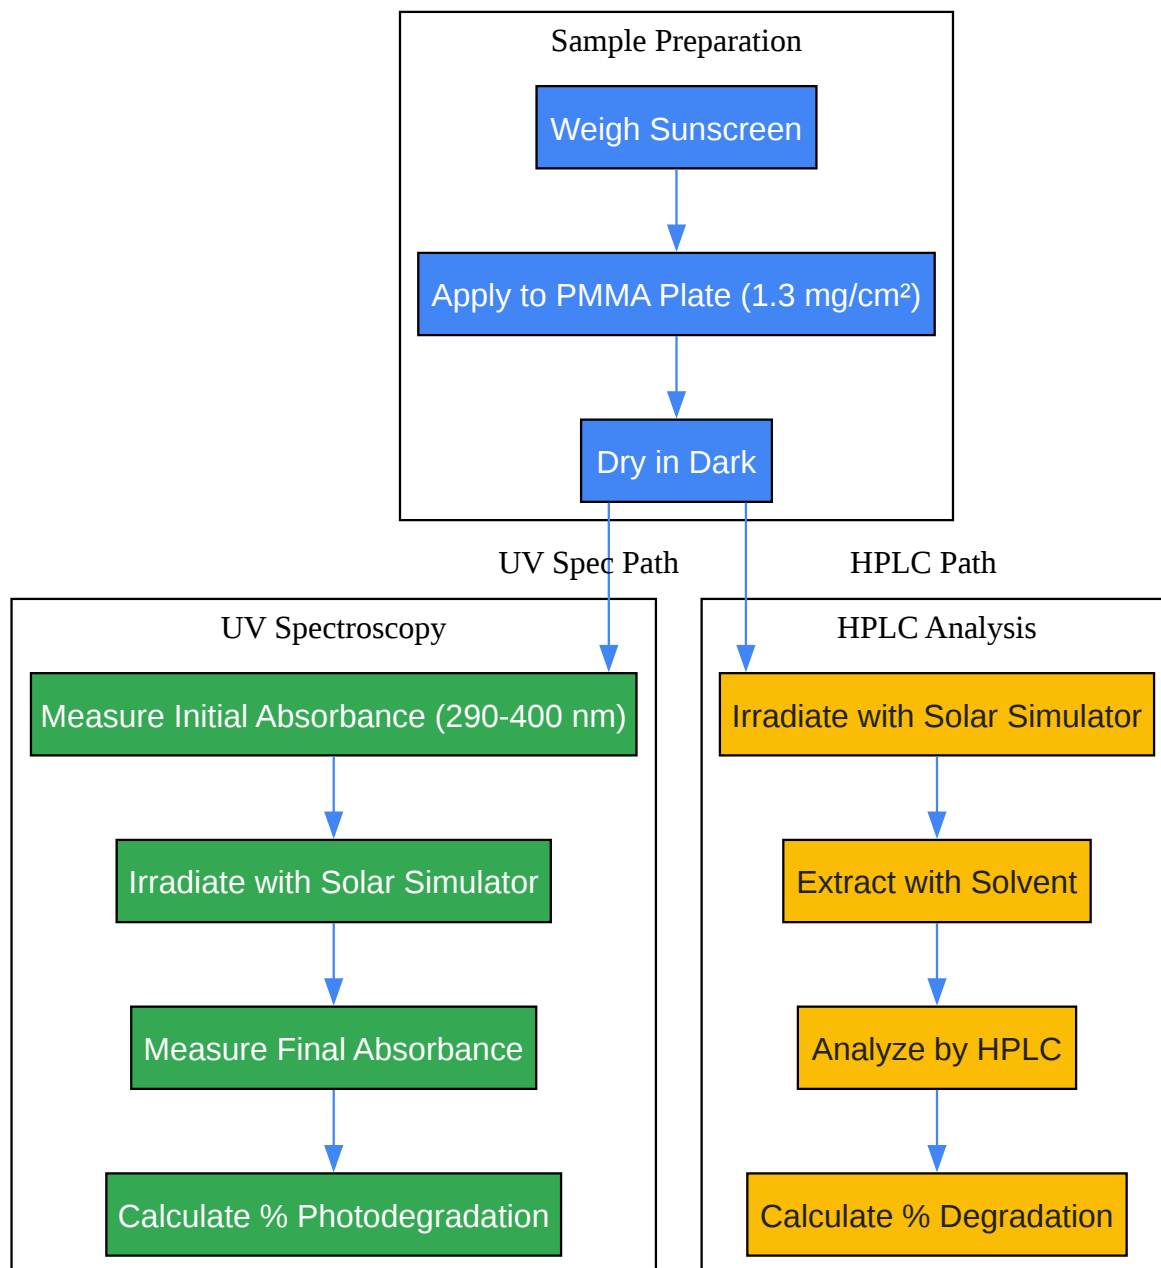 Sample Preparation
Weigh Sunscreen
Apply to PMMA Plate (1.3 mg/cm²)
Dry in Dark
UV Spec Path
HPLC Path
UV Spectroscopy
Measure Initial Absorbance (290-400 nm)
Irradiate with Solar Simulator
Measure Final Absorbance
Calculate % Photodegradation
HPLC Analysis
Irradiate with Solar Simulator
Extract with Solvent
Analyze by HPLC
Calculate % Degradation